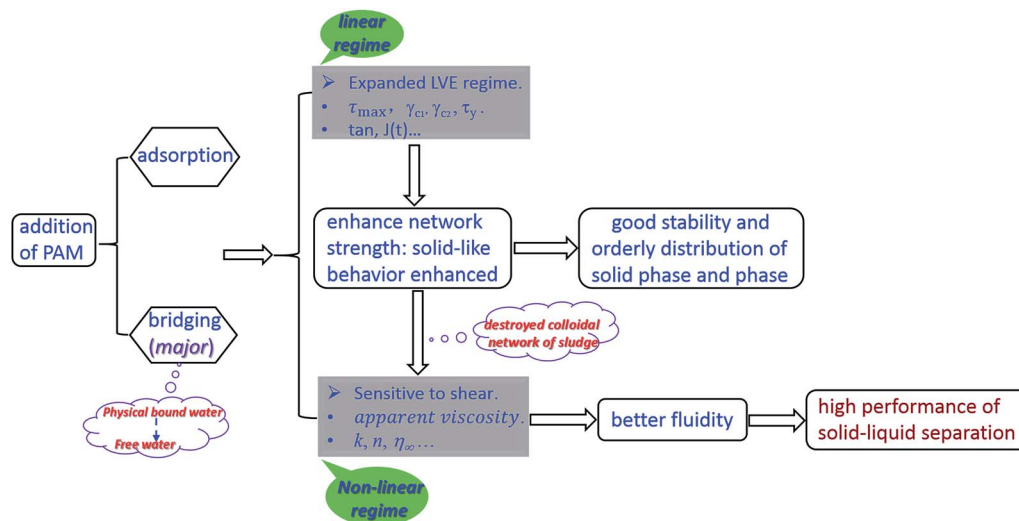 linear
regime
➢ Expanded LVE regime.
• τmax, γc1, γc2, τy.
• tan, J(t)...
adsorption
addition
of PAM
enhance network
strength: solid-like
behavior enhanced
good stability and
orderly distribution of
solid phase and phase
bridging
(major)
destroyed colloidal
network of sludge
Physical bound water
Free water
➢ Sensitive to shear.
• apparent viscosity.
• k, n, η∞ ...
better fluidity
high performance of
solid-liquid separation
Non-linear
regime